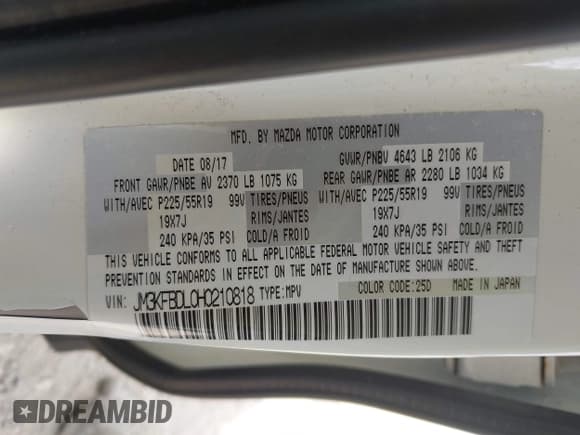 MFD. BY MAZDA MOTOR CORPORATION
DATE 08/17 GVWR/PNBV 4643 LB 2106 KG
FRONT GAWR/PNBE AV 2370 LB 1075 KG REAR GAWR/PNBE AR 2280 LB 1034 KG
WITH/AVEC P225/55R19 99V TIRES/PNEUS WITH/AVEC P225/55R19 99V TIRES/PNEUS
19X7J RIMS/JANTES 19X7J RIMS/JANTES
240 KPA/35 PSI COLD/A FROID 240 KPA/35 PSI COLD/A FROID
THIS VEHICLE CONFORMS TO ALL APPLICABLE FEDERAL MOTOR VEHICLE SAFETY AND THEFT
PREVENTION STANDARDS IN EFFECT ON THE DATE OF MANUFACTURE SHOWN ABOVE.
VIN: JM3KFBDL0H0210818 TYPE:MPV COLOR CODE:25D MADE IN JAPAN
DREAMBID